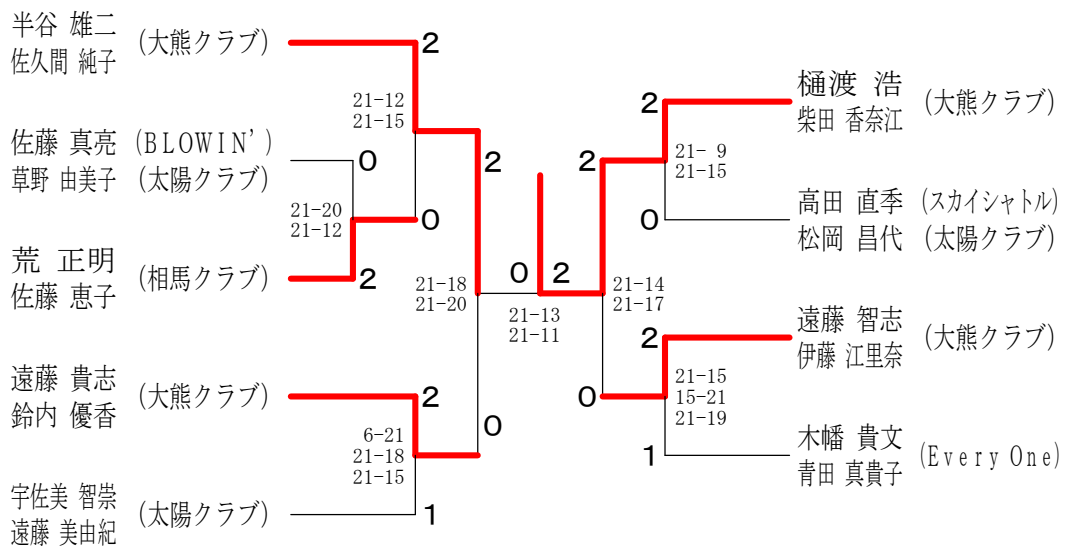 半谷 雄二
佐久間 純子
(大熊クラブ)
2
21-12
21-15
佐藤 真亮 (BLOWIN')
草野 由美子 (太陽クラブ)
0
21-20
21-12
0
荒 正明
佐藤 恵子
(相馬クラブ)
2
2
21-18
21-20
遠藤 貴志
鈴内 優香
(大熊クラブ)
2
6-21
21-18
21-15
0
宇佐美 智崇
遠藤 美由紀
(太陽クラブ)
1
0 2
21-13
21-11
樋渡 浩
柴田 香奈江
(大熊クラブ)
2
21- 9
21-15
2
高田 直季 (スカイシャトル)
松岡 昌代 (太陽クラブ)
0
21-14
21-17
遠藤 智志
伊藤 江里奈
(大熊クラブ)
2
21-15
15-21
21-19
0
木幡 貴文
青田 真貴子
(Every One)
1